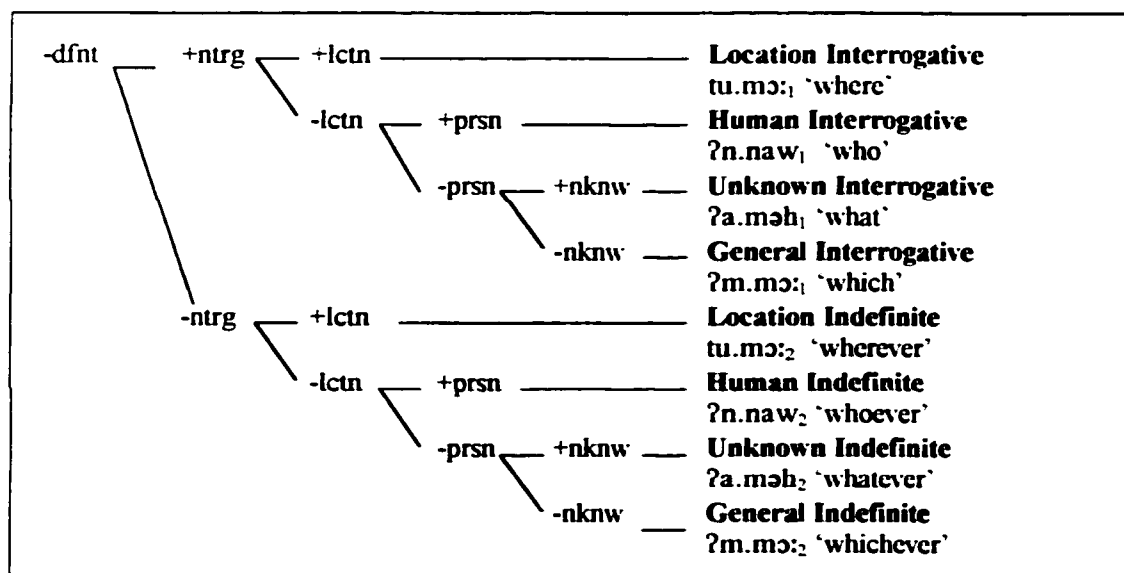 -dfnt +ntrg +lctn Location Interrogative
tu.mɔː₁ 'where'
-lctn +prsn Human Interrogative
ʔn.naw₁ 'who'
-prsn +nknw Unknown Interrogative
ʔa.məh₁ 'what'
-nknw General Interrogative
ʔm.mɔː₁ 'which'
-ntrg +lctn Location Indefinite
tu.mɔː₂ 'wherever'
-lctn +prsn Human Indefinite
ʔn.naw₂ 'whoever'
-prsn +nknw Unknown Indefinite
ʔa.məh₂ 'whatever'
-nknw General Indefinite
ʔm.mɔː₂ 'whichever'